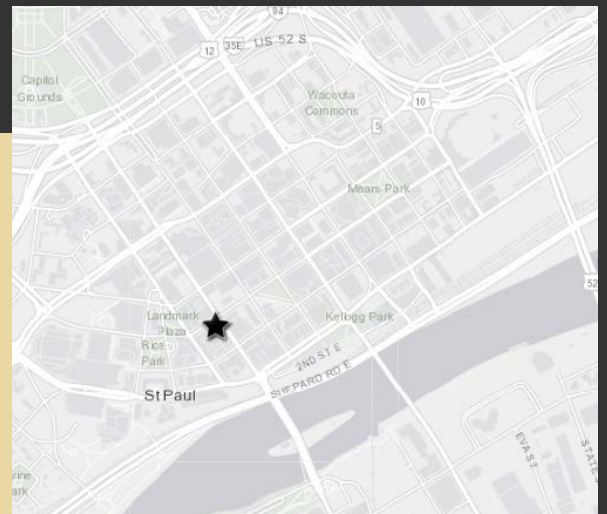 94
US 52 S
35E
12
Capitol
Grounds
Wacouta
Commons
10
5
Mears Park
52
Landmark
Plaza
Rice
Park
Kellogg Park
2ND ST E
SHEPARD RD E
St Paul
EVA ST
STATE S
ark